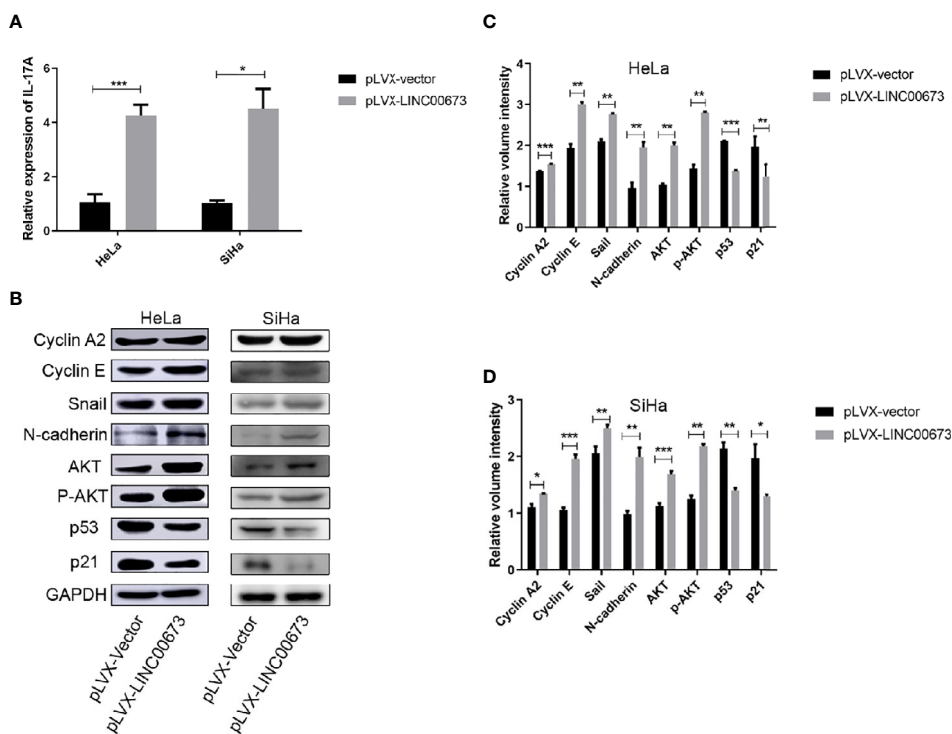 A
Relative expression of IL-17A
6
4
2
0
***
*
HeLa
SiHa
pLVX-vector
pLVX-LINC00673
B
HeLa
SiHa
Cyclin A2
Cyclin E
Snail
N-cadherin
AKT
P-AKT
p53
p21
GAPDH
pLVX-Vector
pLVX-LINC00673
pLVX-Vector
pLVX-LINC00673
C
HeLa
Relative volume intensity
4
3
2
1
0
***
**
**
**
**
**
***
**
Cyclin A2
Cyclin E
Sail
N-cadherin
AKT
p-AKT
p53
p21
pLVX-vector
pLVX-LINC00673
D
SiHa
Relative volume intensity
3
2
1
0
*
***
**
**
***
**
**
*
Cyclin A2
Cyclin E
Sail
N-cadherin
AKT
p-AKT
p53
p21
pLVX-vector
pLVX-LINC00673